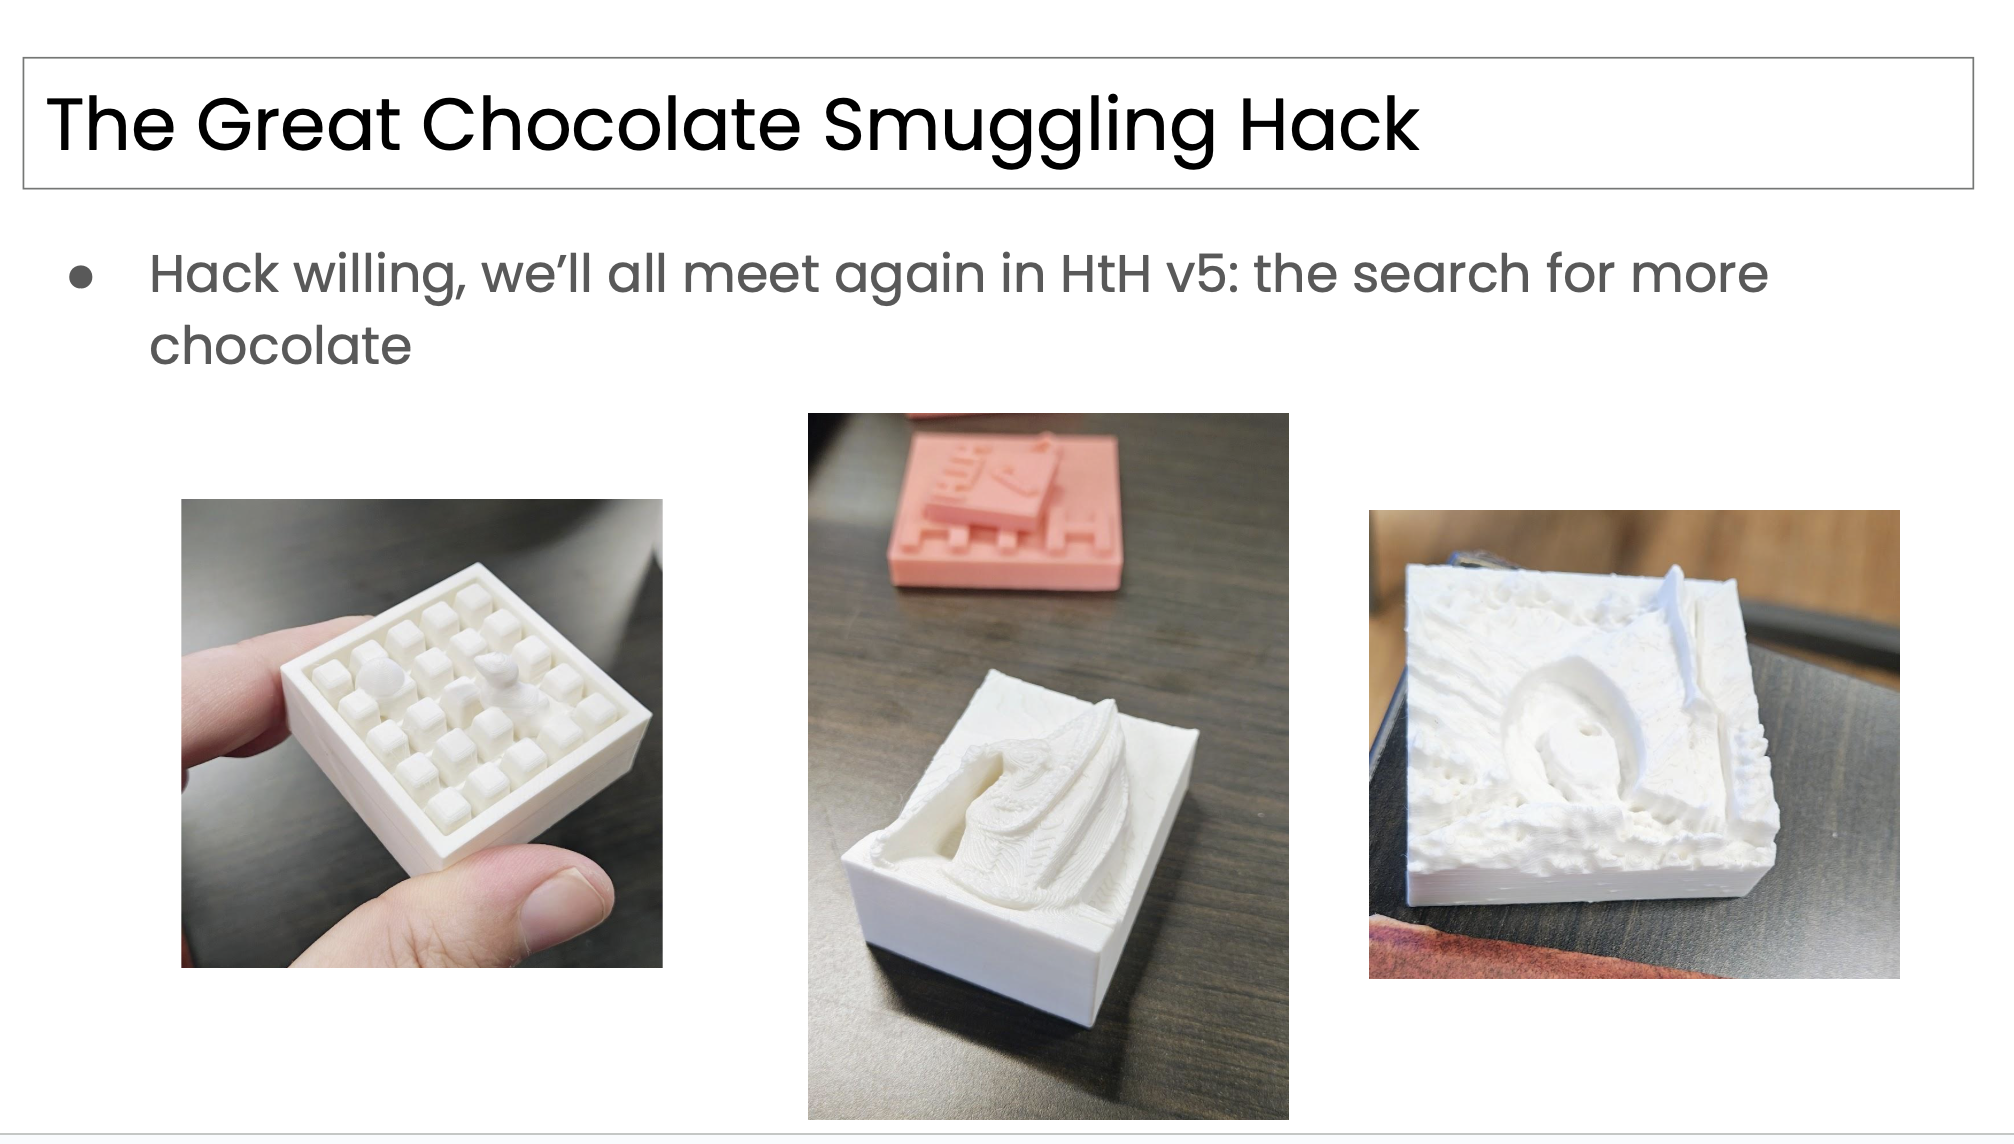 The Great Chocolate Smuggling Hack
Hack willing, we’ll all meet again in HtH v5: the search for more
chocolate
HtH